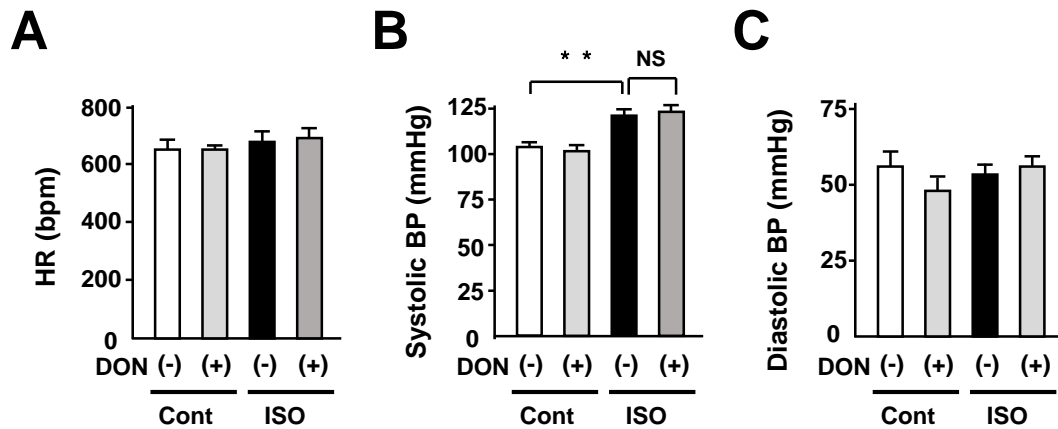 A
HR (bpm)
800
600
400
200
0
DON (-) (+) (-) (+)
Cont ISO
B
* * NS
Systolic BP (mmHg)
125
100
75
50
25
0
DON (-) (+) (-) (+)
Cont ISO
C
Diastolic BP (mmHg)
75
50
25
0
DON (-) (+) (-) (+)
Cont ISO